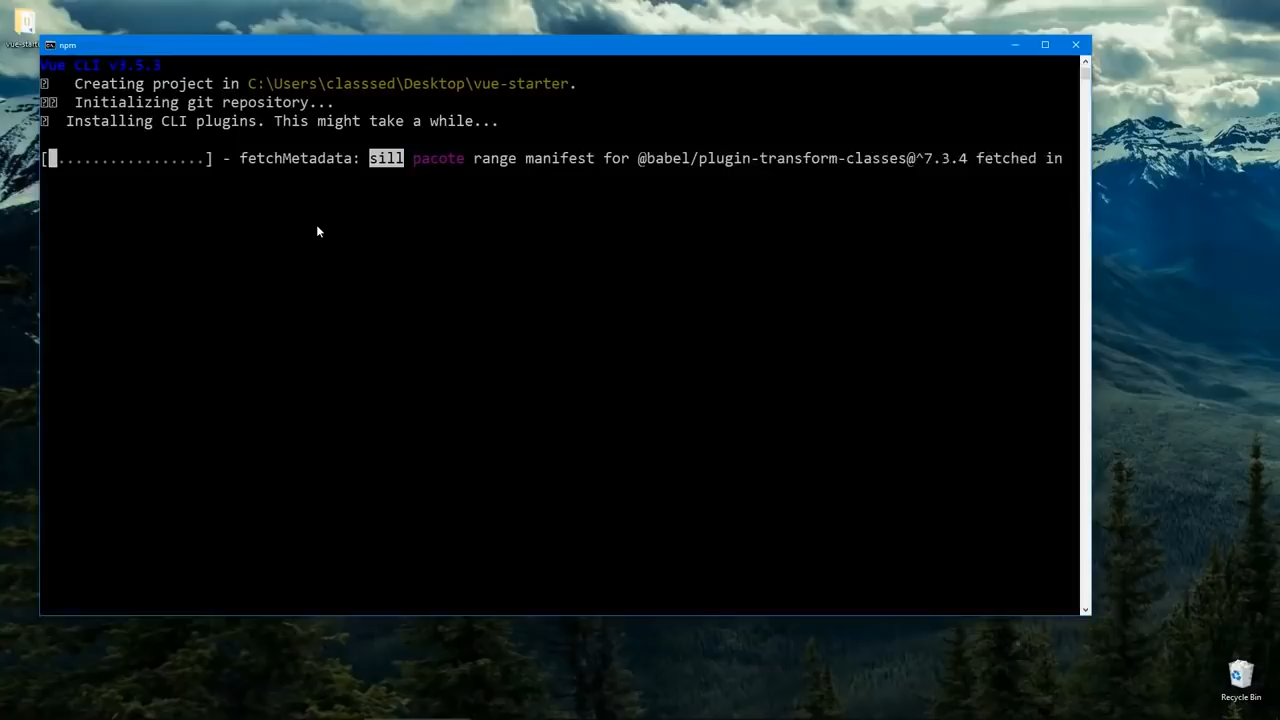 npm
Vue CLI v3.5.3
Creating project in C:\Users\classsed\Desktop\vue-starter.
Initializing git repository...
Installing CLI plugins. This might take a while...
[ .................] - fetchMetadata: sill pacote range manifest for @babel/plugin-transform-classes@^7.3.4 fetched in
Recycle Bin